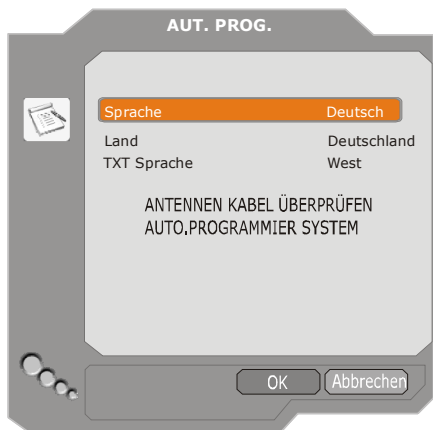 AUT. PROG.
Sprache Deutsch
Land Deutschland
TXT Sprache West
ANTENNEN KABEL ÜBERPRÜFEN
AUTO.PROGRAMMIER SYSTEM
OK Abbrechen